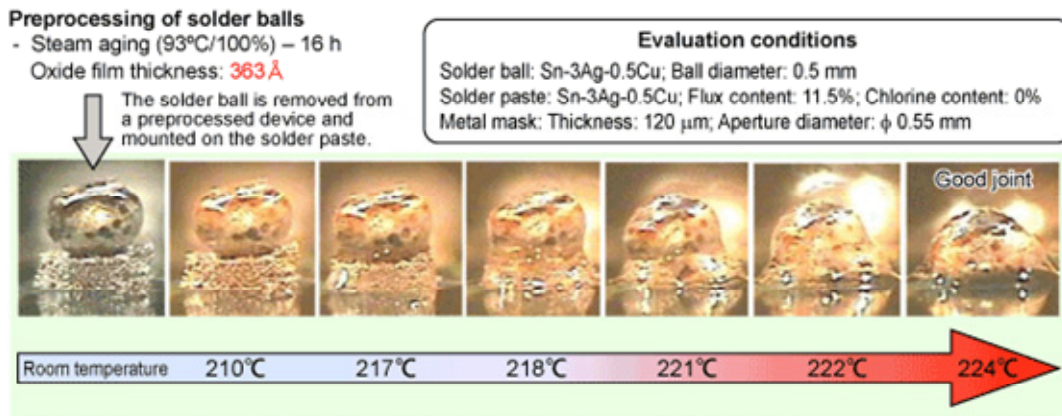 Preprocessing of solder balls
- Steam aging (93ºC/100%) – 16 h
Oxide film thickness: 363 Å
The solder ball is removed from
a preprocessed device and
mounted on the solder paste.
Evaluation conditions
Solder ball: Sn-3Ag-0.5Cu; Ball diameter: 0.5 mm
Solder paste: Sn-3Ag-0.5Cu; Flux content: 11.5%; Chlorine content: 0%
Metal mask: Thickness: 120 μm; Aperture diameter: ϕ 0.55 mm
Good joint
Room temperature 210℃ 217℃ 218℃ 221℃ 222℃ 224℃